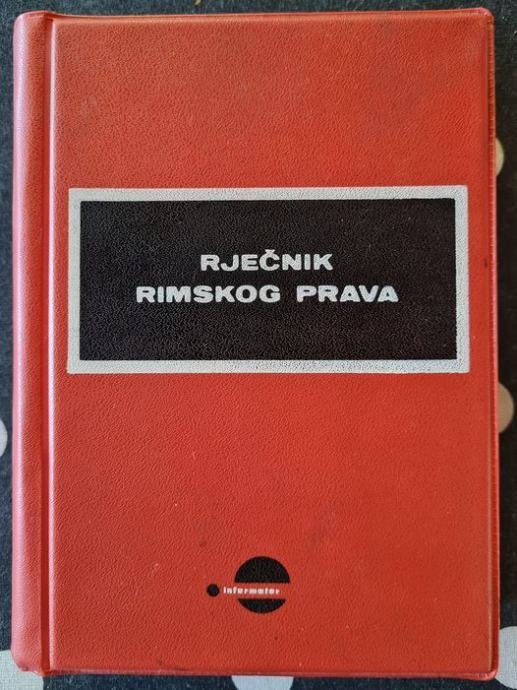 RJEČNIK
RIMSKOG PRAVA
informator